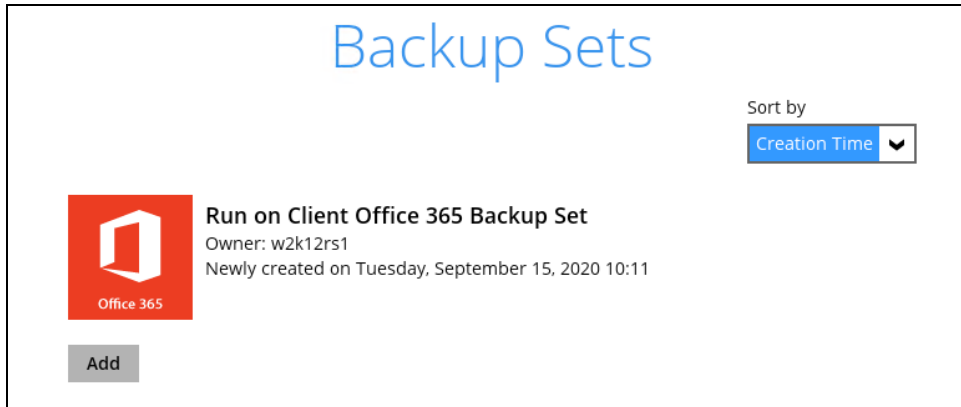 Backup Sets
Sort by
Creation Time
Run on Client Office 365 Backup Set
Owner: w2k12rs1
Newly created on Tuesday, September 15, 2020 10:11
Office 365
Add